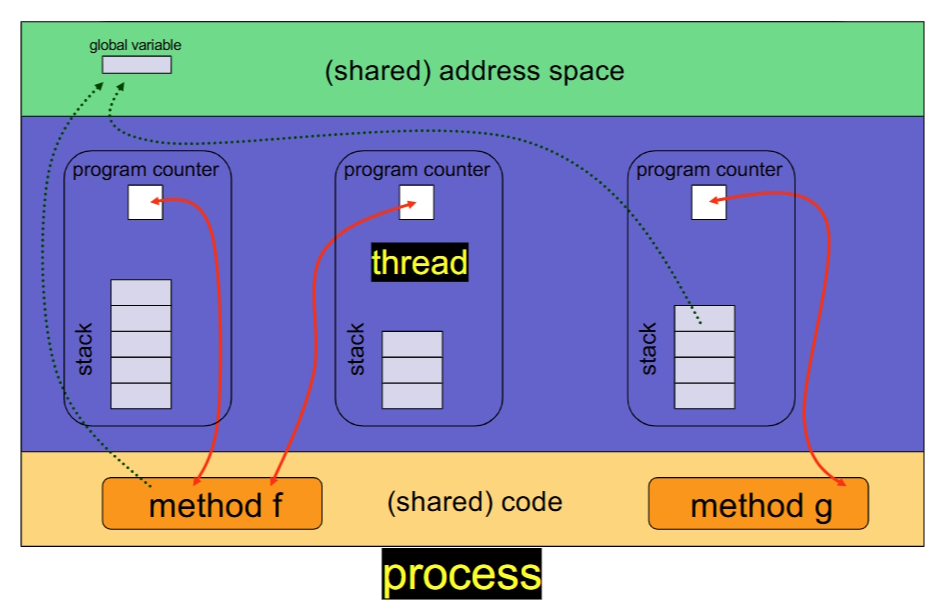 global variable
(shared) address space
program counter
program counter
program counter
thread
stack
stack
stack
method f
(shared) code
method g
process